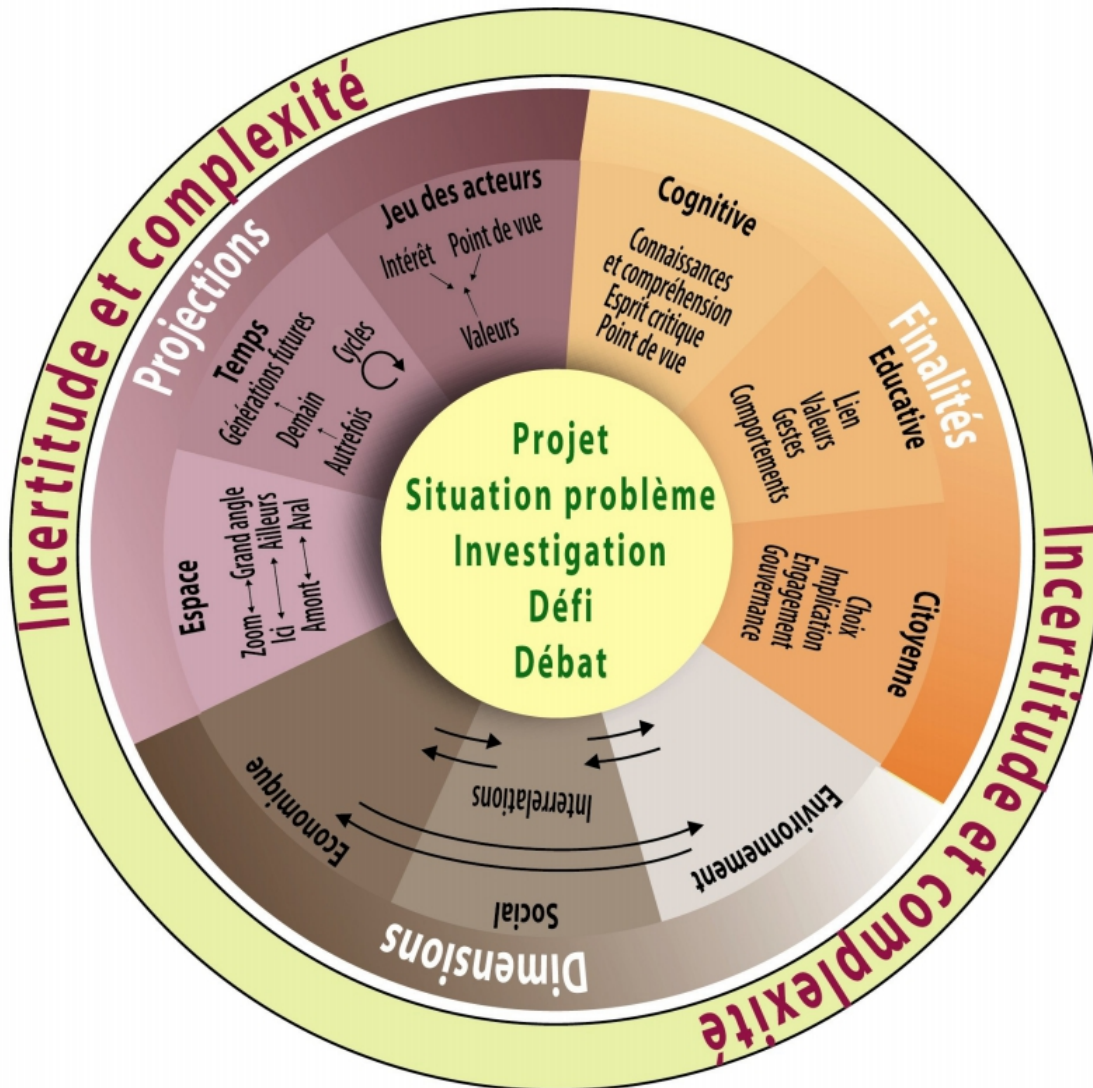 Incertitude et complexité
Projections
Jeu des acteurs
Intérêt
Point de vue
Valeurs
Temps
Générations futures
Demain
Autrefois
Cycles
Espace
Zoom
Grand angle
Ici
Ailleurs
Amont
Aval
Finalités
Cognitive
Connaissances
et compréhension
Esprit critique
Point de vue
Educative
Lien
Valeurs
Gestes
Comportements
Citoyenne
Choix
Implication
Engagement
Gouvernance
Projet
Situation problème
Investigation
Défi
Débat
Dimensions
Economique
Social
Environnement
Interrelations
Incertitude et complexité